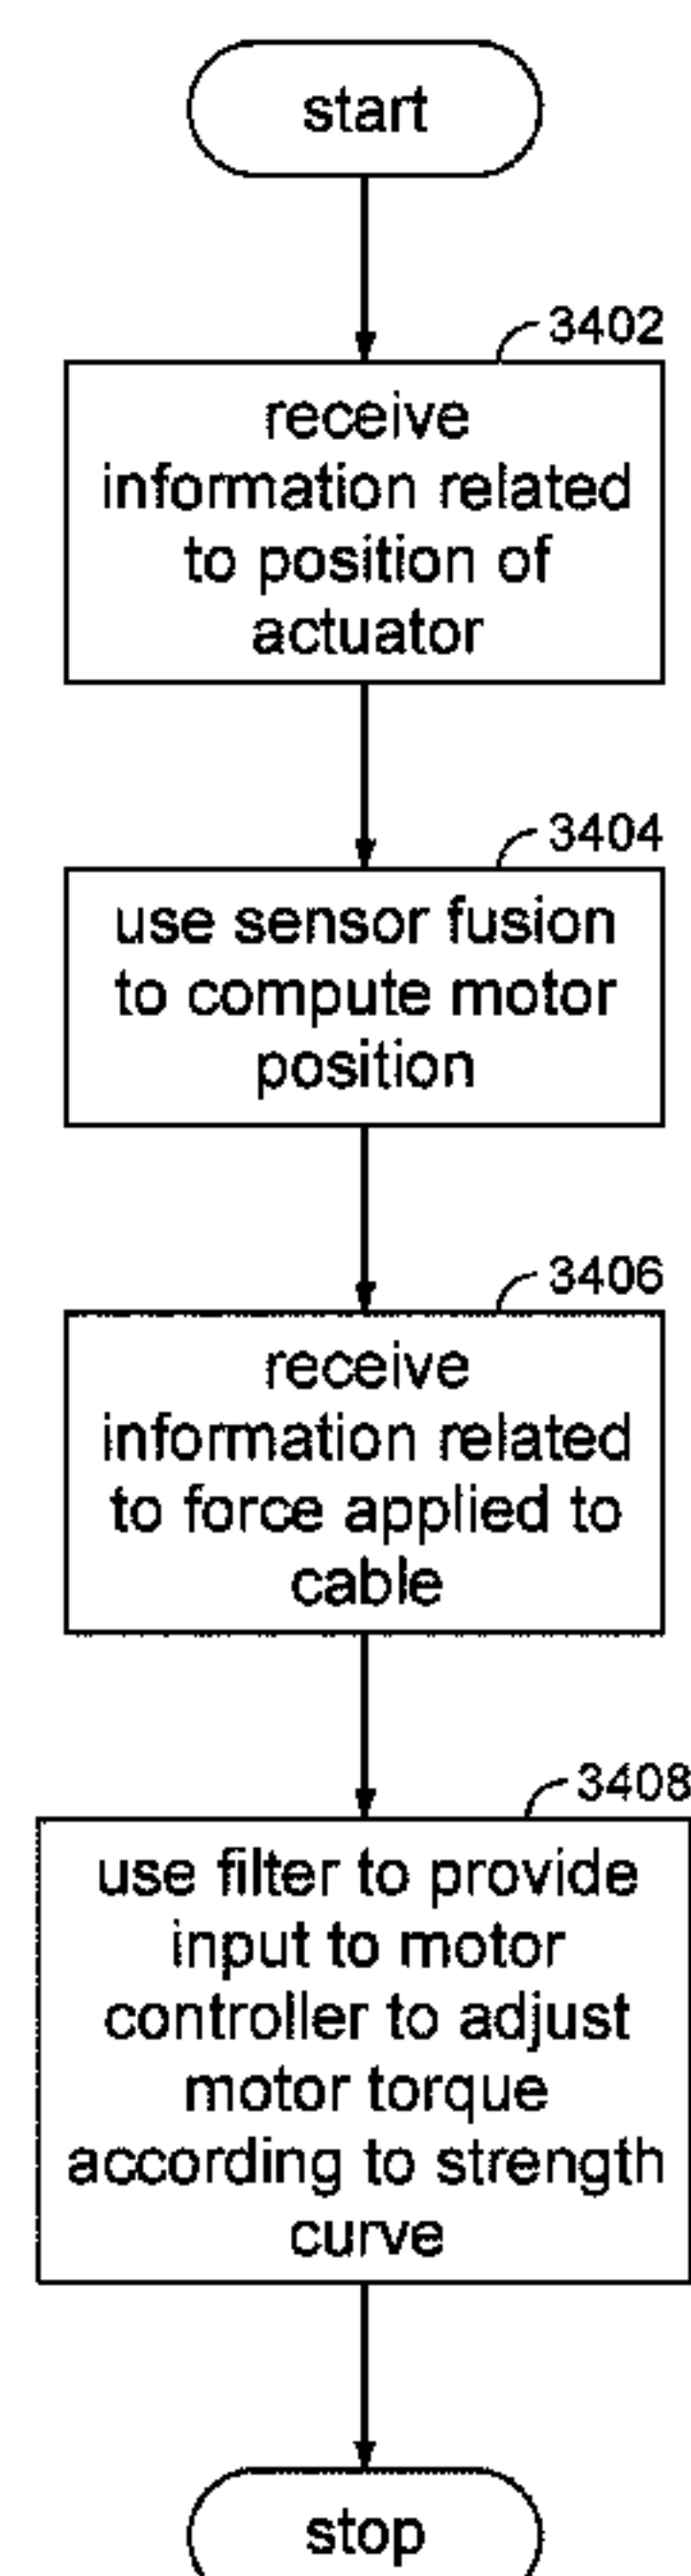 start
3402
receive
information related
to position of
actuator
3404
use sensor fusion
to compute motor
position
3406
receive
information related
to force applied to
cable
3408
use filter to provide
input to motor
controller to adjust
motor torque
according to strength
curve
stop